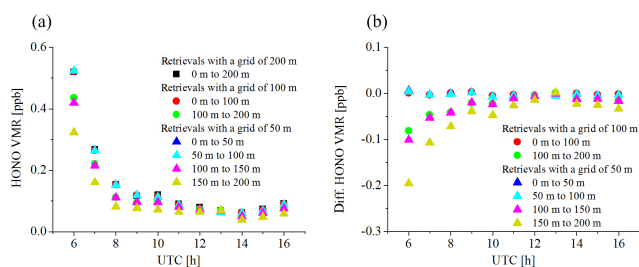 (a)
HONO VMR [ppb]
0.6
0.4
0.2
0.0
Retrievals with a grid of 200 m
0 m to 200 m
Retrievals with a grid of 100 m
0 m to 100 m
100 m to 200 m
Retrievals with a grid of 50 m
0 m to 50 m
50 m to 100 m
100 m to 150 m
150 m to 200 m
6 8 10 12 14 16
UTC [h]
(b)
Diff. HONO VMR [ppb]
0.1
0.0
-0.1
-0.2
-0.3
Retrievals with a grid of 100 m
0 m to 100 m
100 m to 200 m
Retrievals with a grid of 50 m
0 m to 50 m
50 m to 100 m
100 m to 150 m
150 m to 200 m
6 8 10 12 14 16
UTC [h]